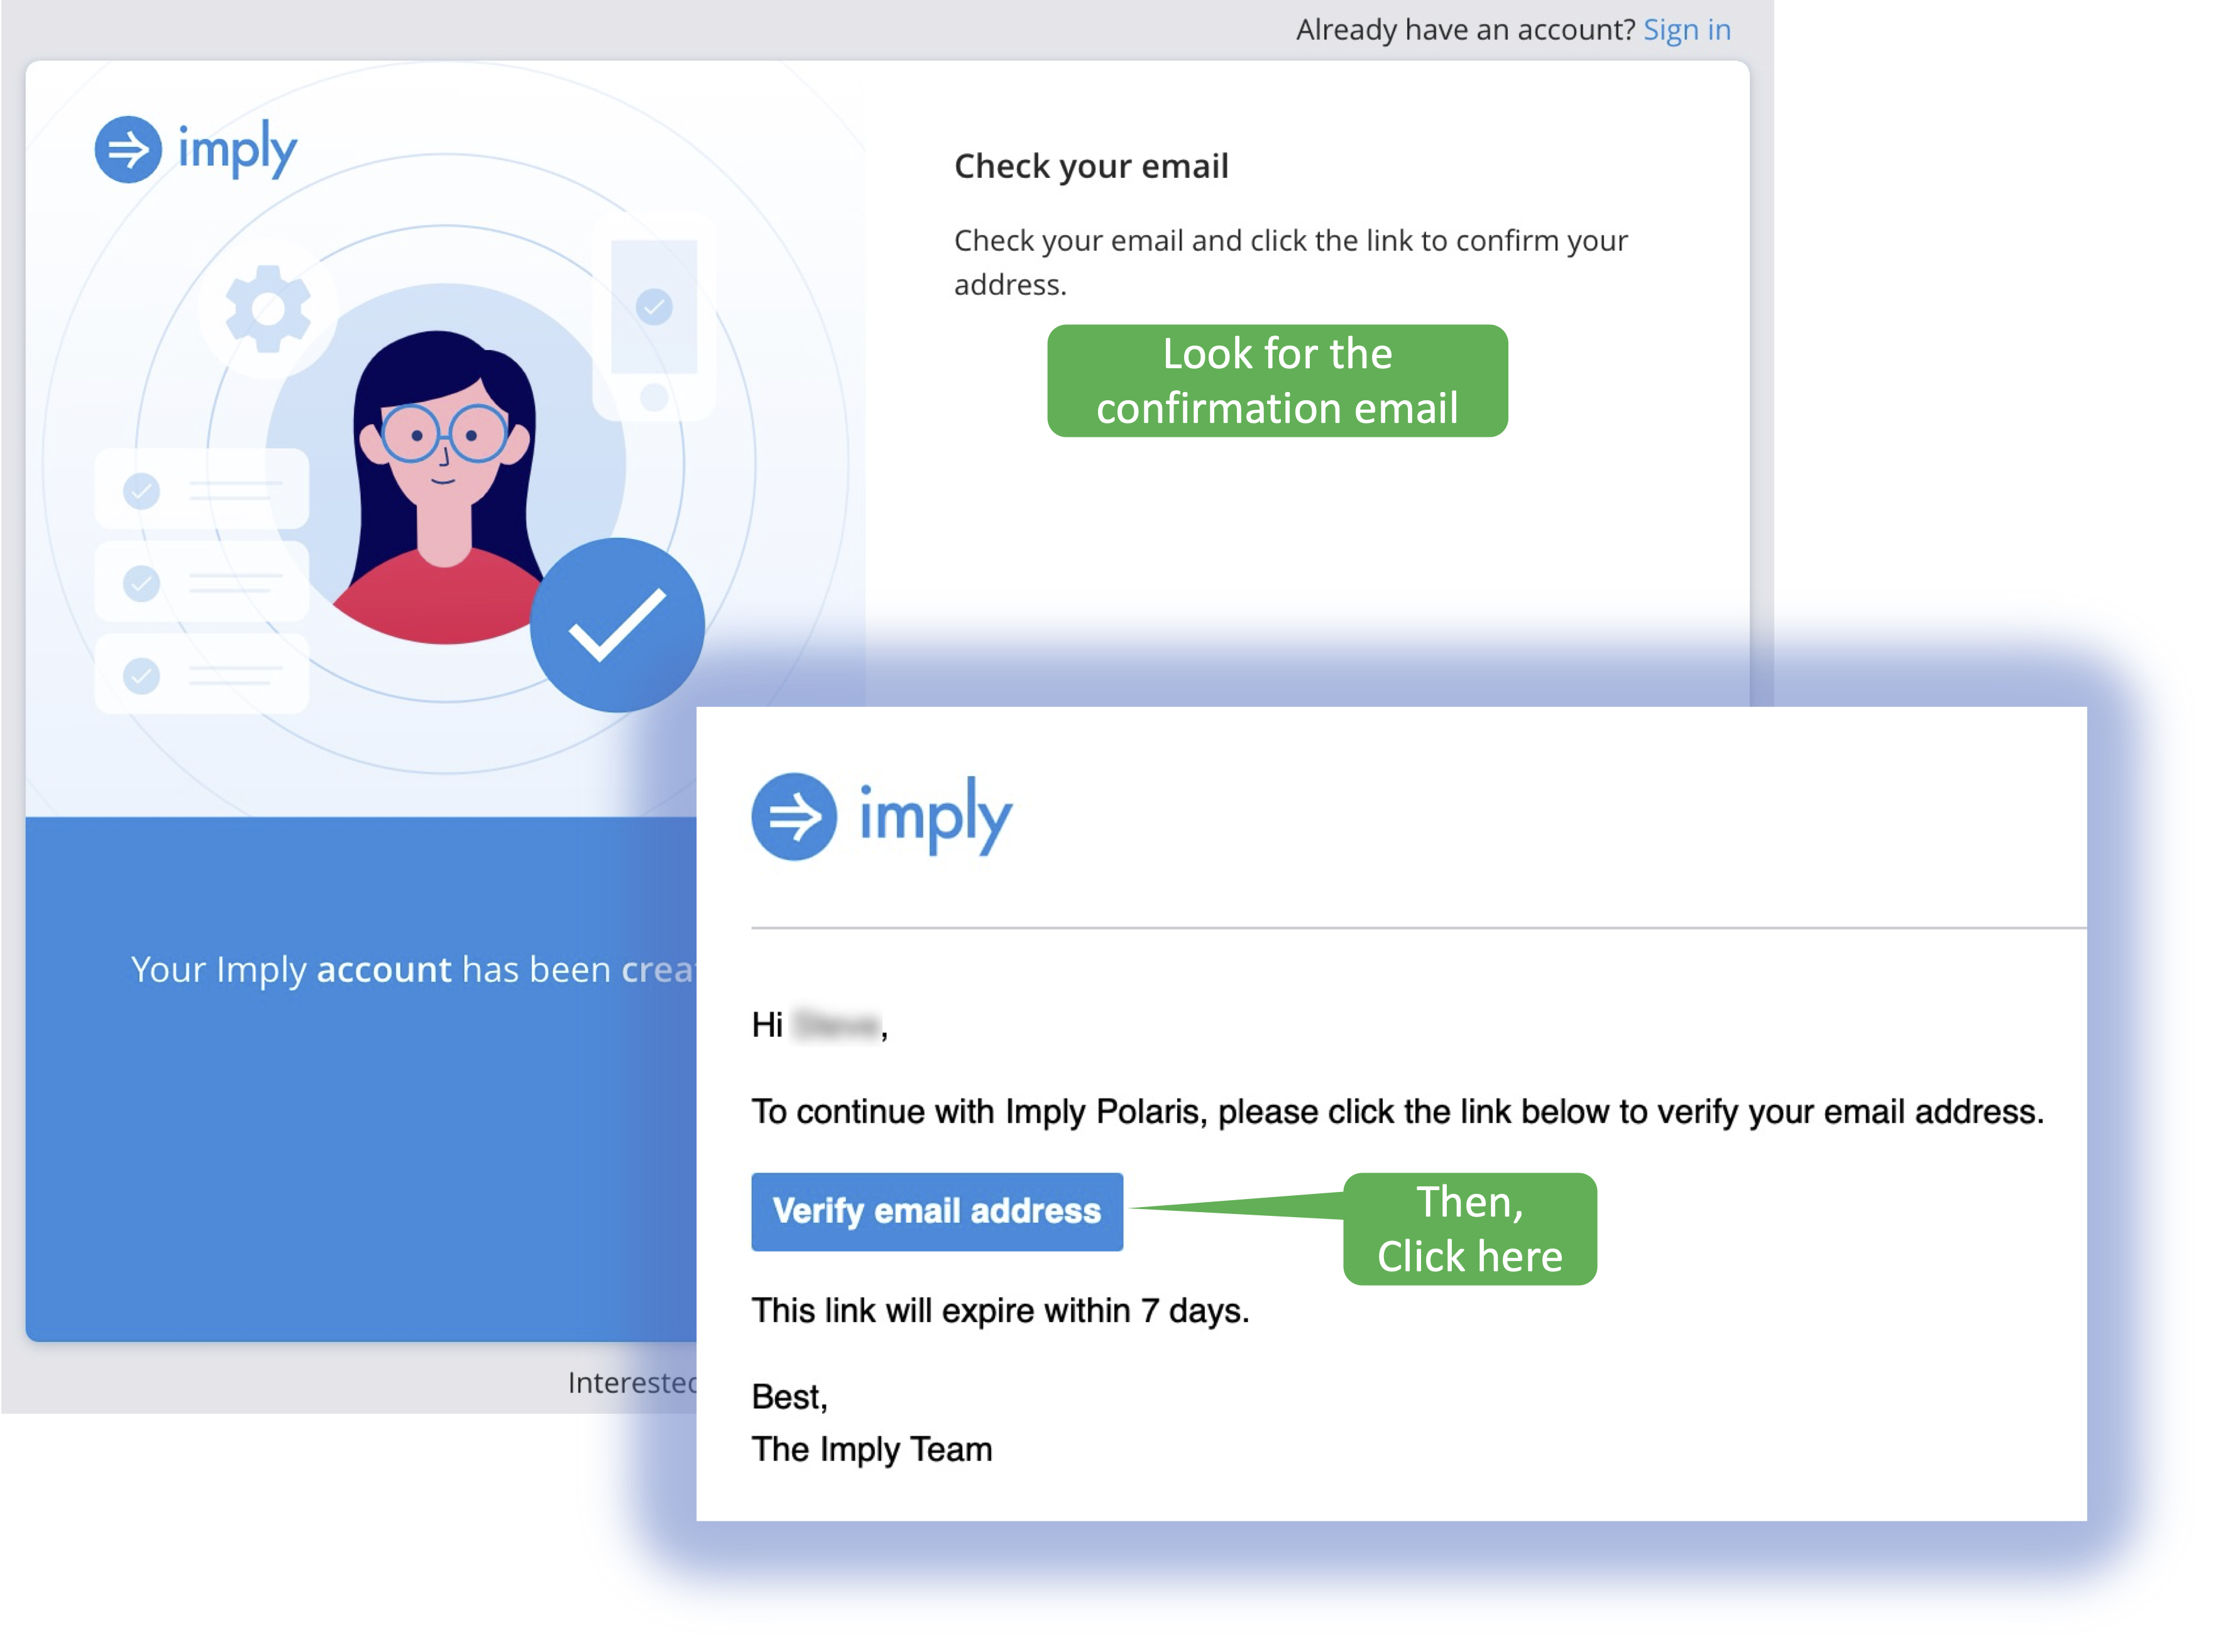 Already have an account? Sign in
imply
Check your email
Check your email and click the link to confirm your
address.
Look for the
confirmation email
Your Imply account has been
imply
Hi ,
To continue with Imply Polaris, please click the link below to verify your email address.
Verify email address
Then,
Click here
This link will expire within 7 days.
Interested
Best,
The Imply Team